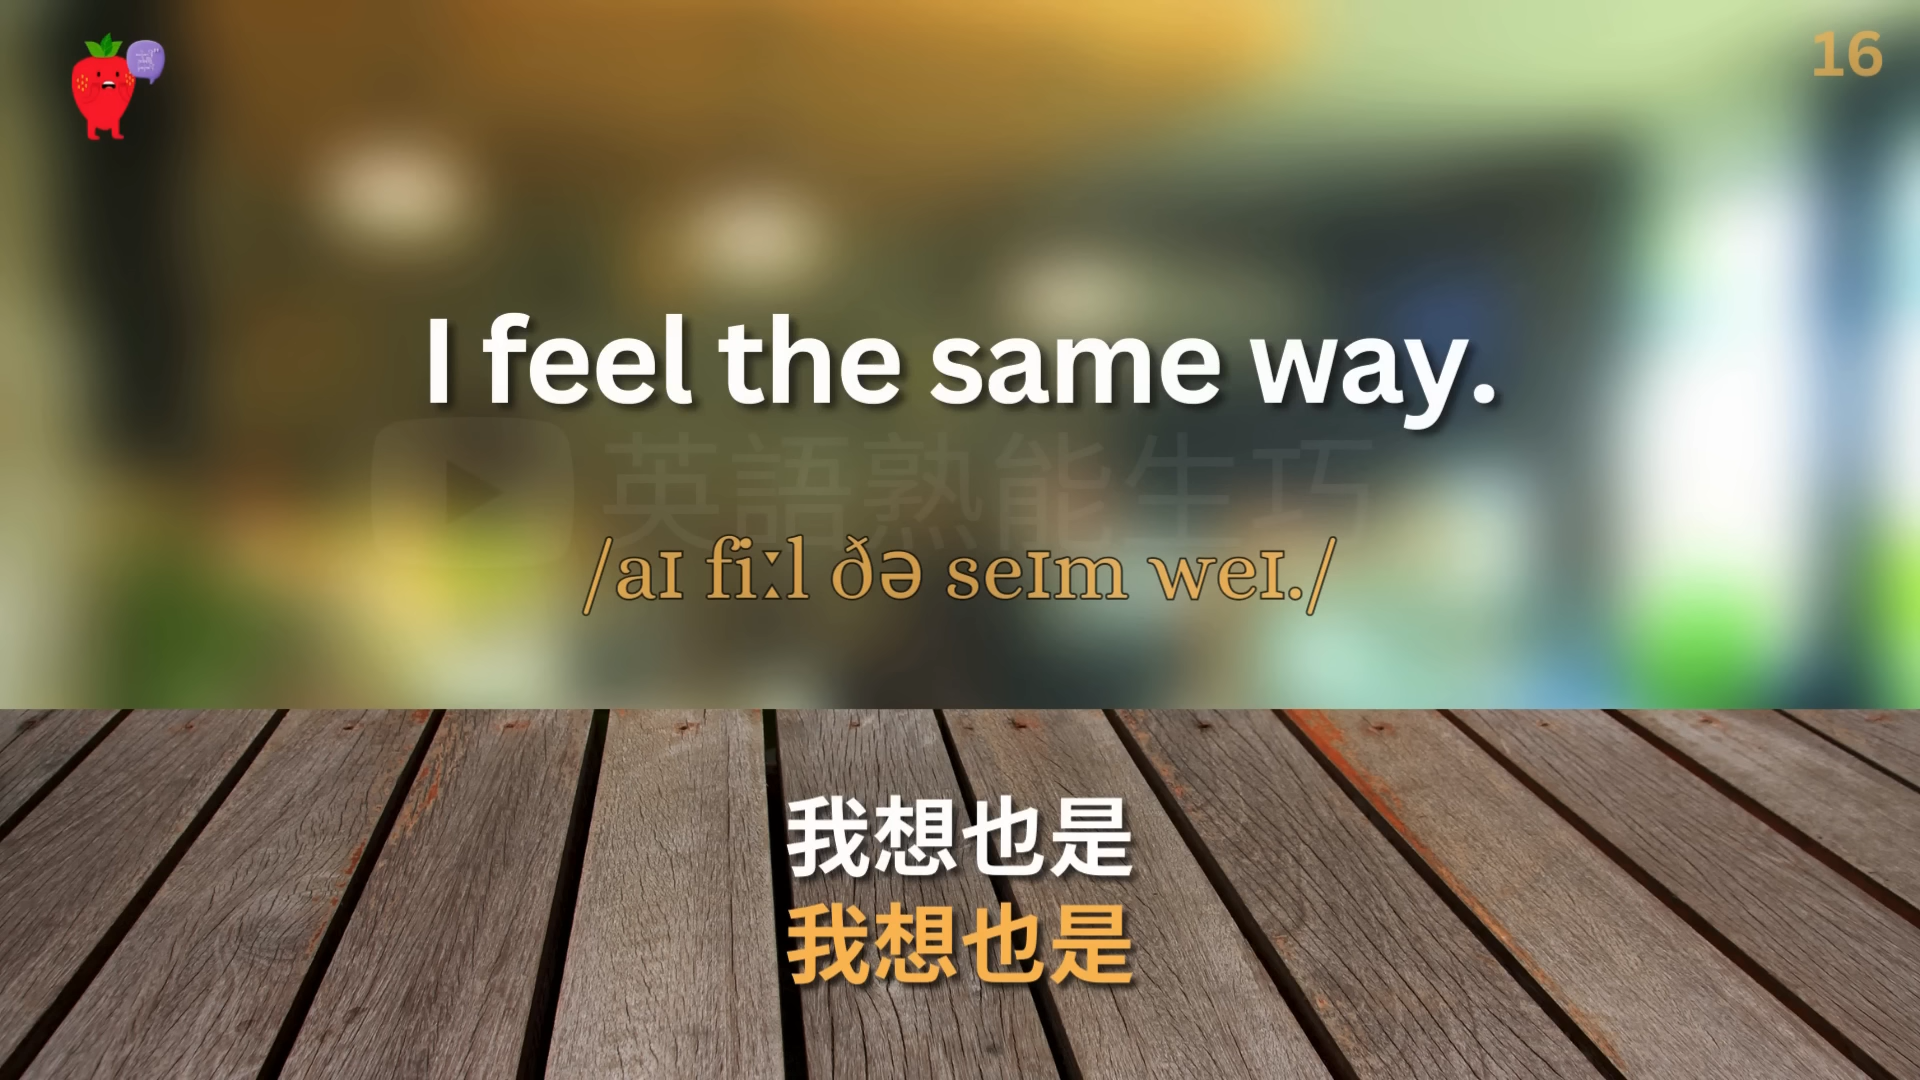 16
I feel the same way.
英語熟能生巧
/aɪ fiːl ðə seɪm weɪ./
我想也是
我想也是